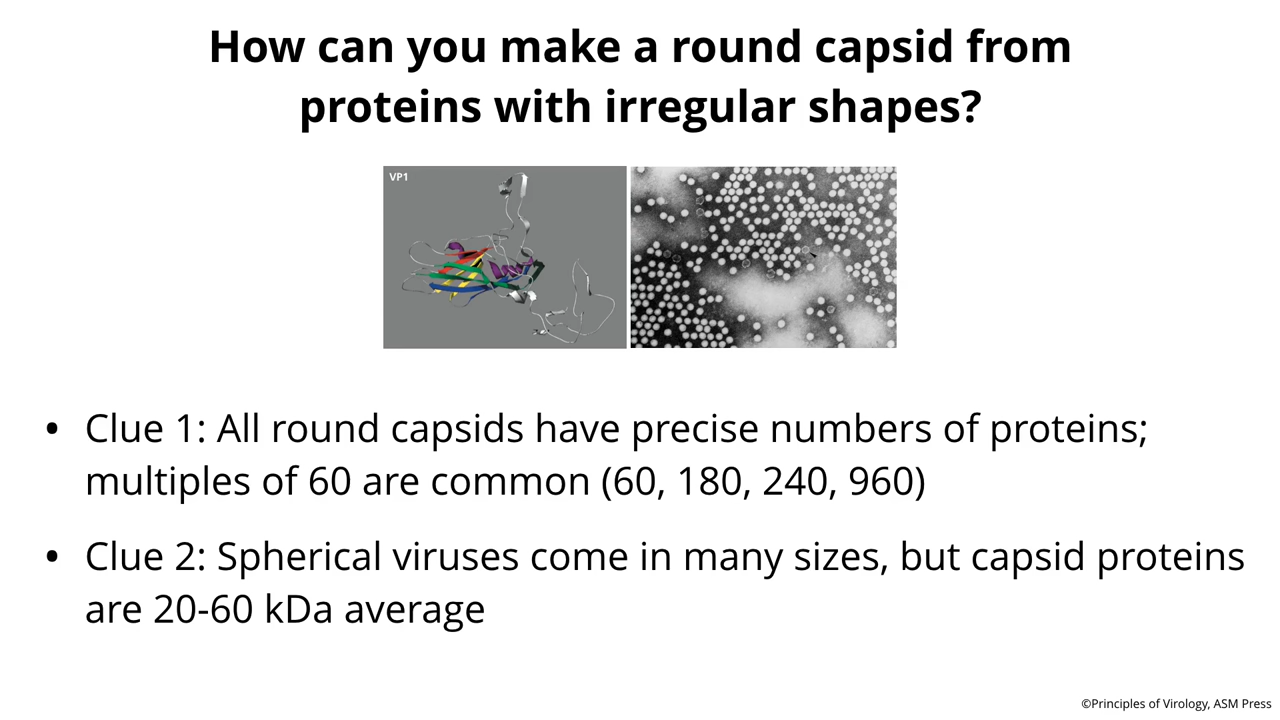 How can you make a round capsid from
proteins with irregular shapes?
VP1
• Clue 1: All round capsids have precise numbers of proteins;
multiples of 60 are common (60, 180, 240, 960)
• Clue 2: Spherical viruses come in many sizes, but capsid proteins
are 20-60 kDa average
©Principles of Virology, ASM Press